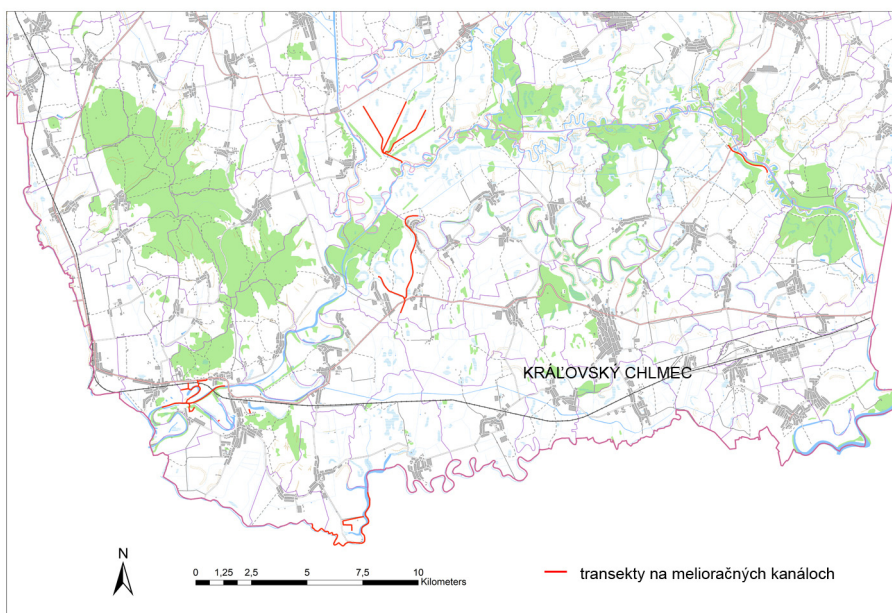 KRÁĽOVSKÝ CHLMEC
N
0 1,25 2,5 5 7,5 10
Kilometers
transekty na melioračných kanáloch